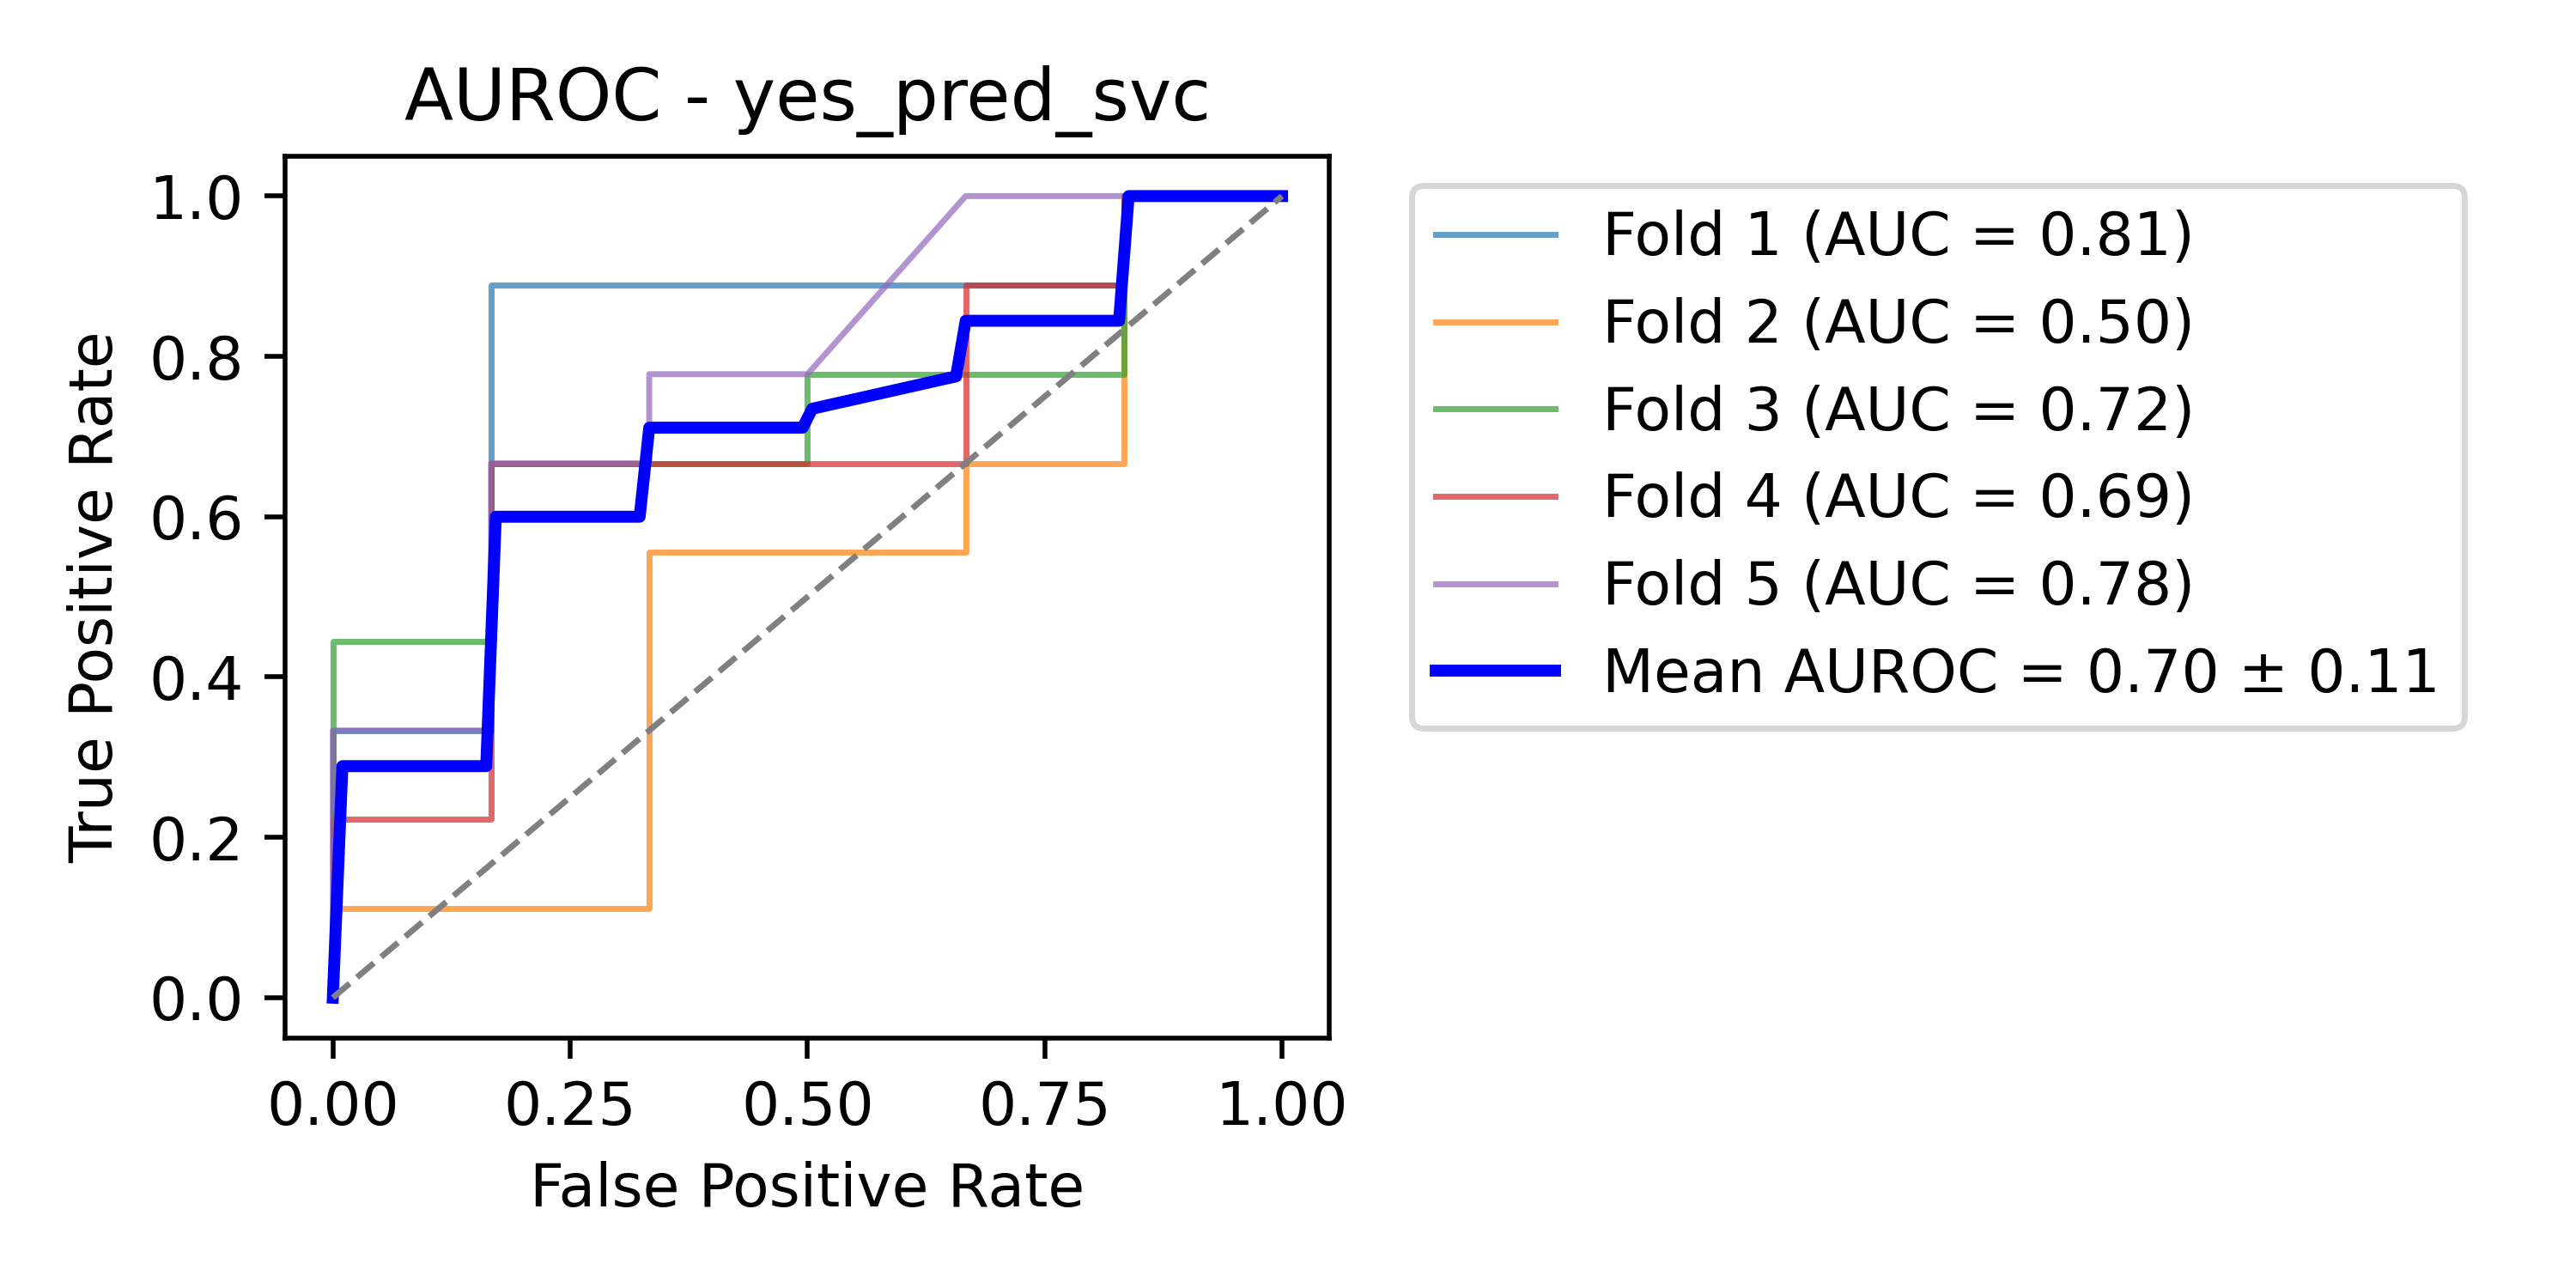 AUROC - yes_pred_svc
True Positive Rate
1.0
0.8
0.6
0.4
0.2
0.0
0.00 0.25 0.50 0.75 1.00
False Positive Rate
Fold 1 (AUC = 0.81)
Fold 2 (AUC = 0.50)
Fold 3 (AUC = 0.72)
Fold 4 (AUC = 0.69)
Fold 5 (AUC = 0.78)
Mean AUROC = 0.70 ± 0.11